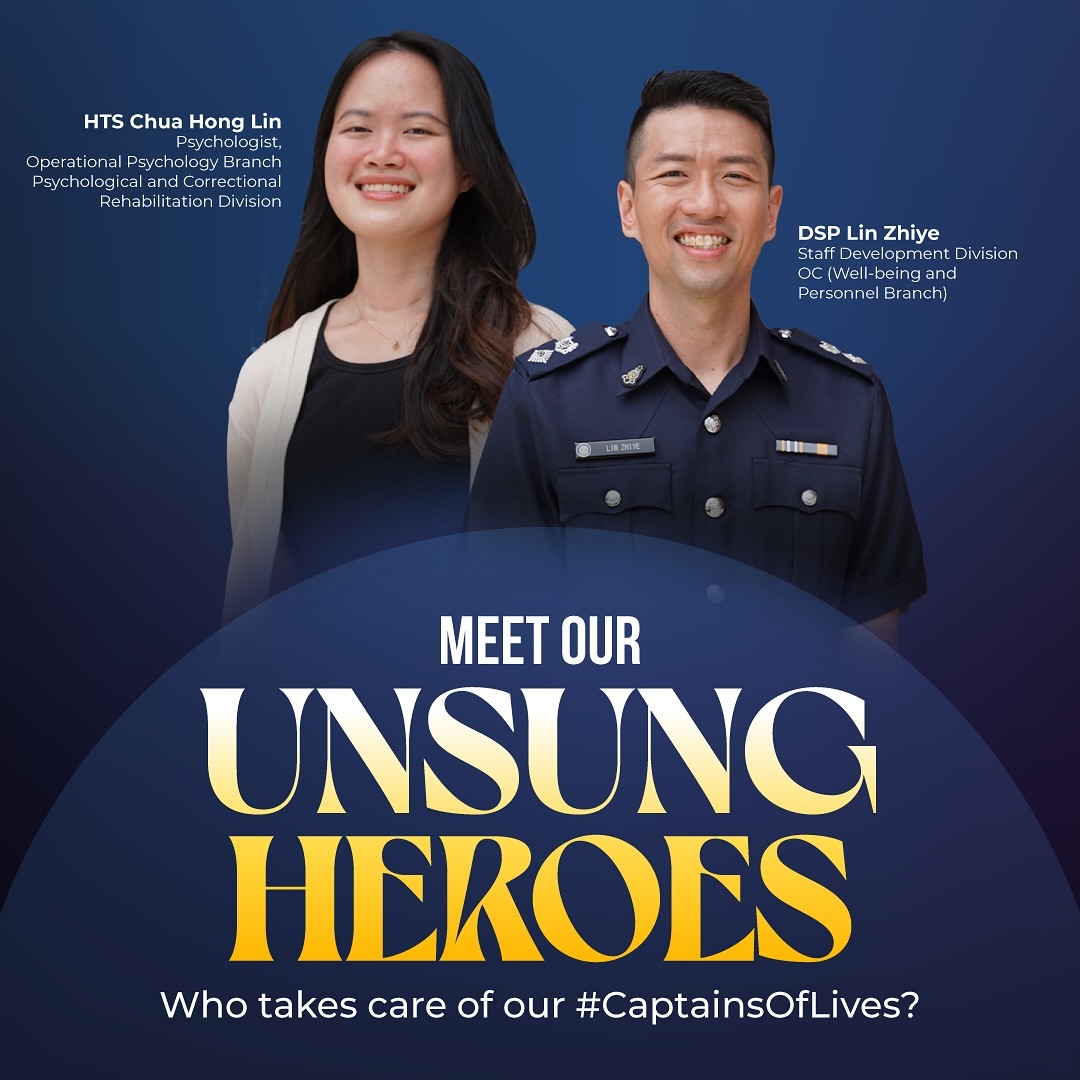 HTS Chua Hong Lin
Psychologist,
Operational Psychology Branch
Psychological and Correctional
Rehabilitation Division
DSP Lin Zhiye
Staff Development Division
OC (Well-being and
Personnel Branch)
LIN ZHIYE
MEET OUR
UNSUNG
HEROES
Who takes care of our #CaptainsOfLives?